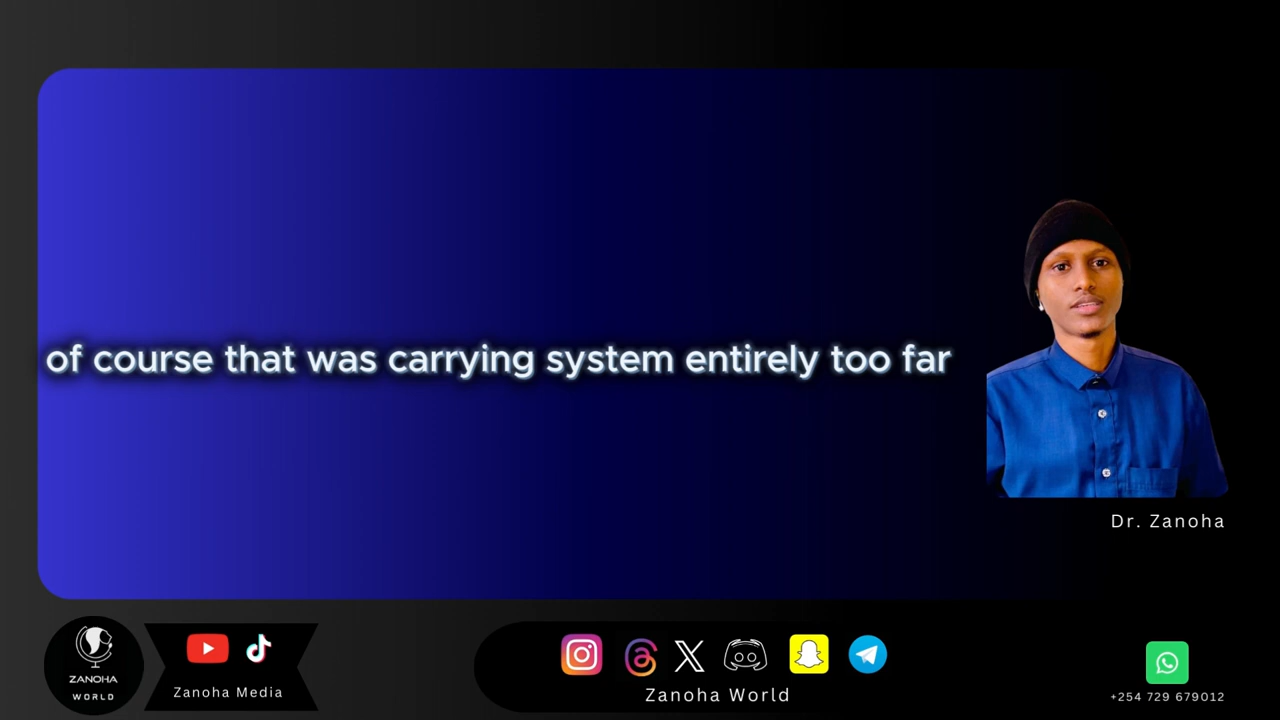 of course that was carrying system entirely too far
Dr. Zanoha
ZANOHA
WORLD
Zanoha Media
Zanoha World
+254 729 679012